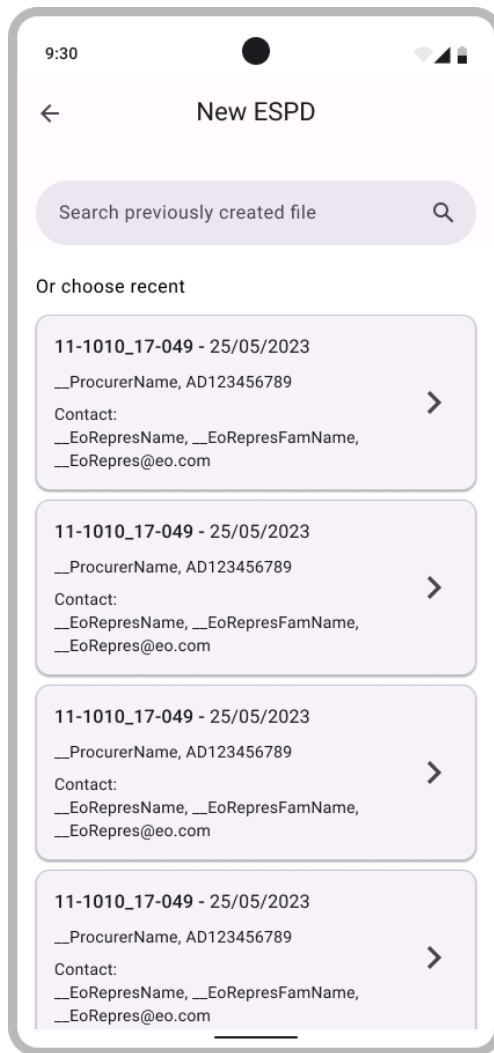 9:30
New ESPD
Search previously created file
Or choose recent
11-1010_17-049 - 25/05/2023
__ProcurerName, AD123456789
Contact:
__EoRepresName, __EoRepresFamName,
__EoRepres@eo.com
11-1010_17-049 - 25/05/2023
__ProcurerName, AD123456789
Contact:
__EoRepresName, __EoRepresFamName,
__EoRepres@eo.com
11-1010_17-049 - 25/05/2023
__ProcurerName, AD123456789
Contact:
__EoRepresName, __EoRepresFamName,
__EoRepres@eo.com
11-1010_17-049 - 25/05/2023
__ProcurerName, AD123456789
Contact:
__EoRepresName, __EoRepresFamName,
__EoRepres@eo.com